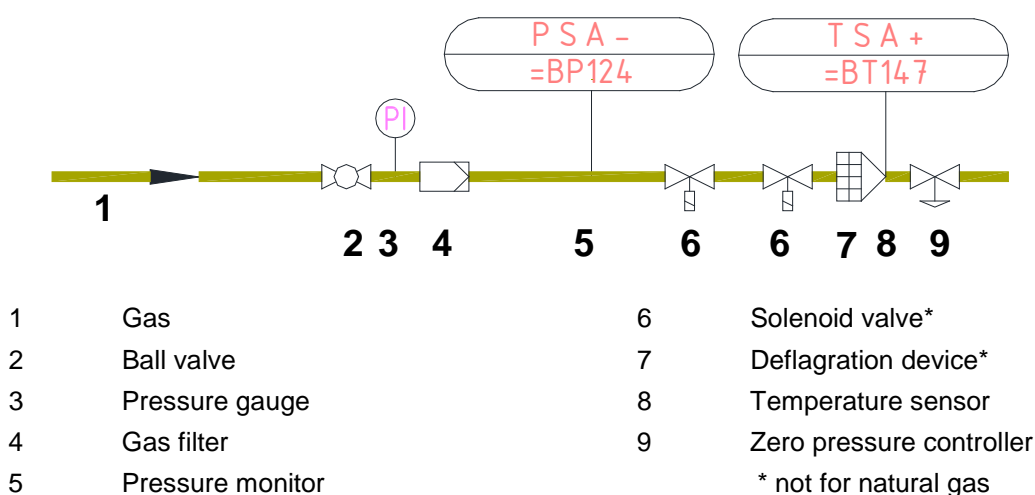 P S A – T S A +
=BP124 =BT147
PI
1 2 3 4 5 6 6 7 8 9
1 Gas 6 Solenoid valve*
2 Ball valve 7 Deflagration device*
3 Pressure gauge 8 Temperature sensor
4 Gas filter 9 Zero pressure controller
5 Pressure monitor * not for natural gas